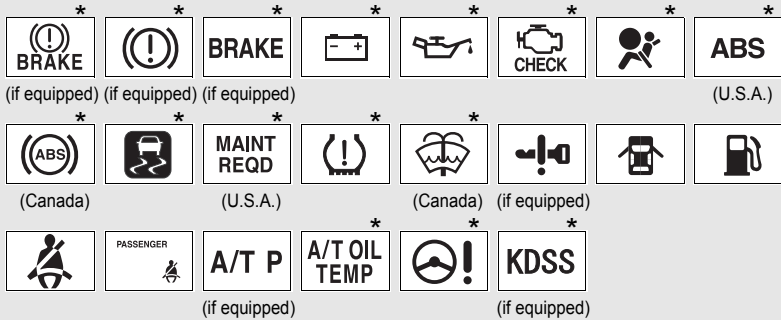 * * * * * * * *
BRAKE BRAKE CHECK ABS
(if equipped) (if equipped) (if equipped) (U.S.A.)
* * * * *
ABS MAINT
REQD
(Canada) (U.S.A.) (Canada) (if equipped)
* *
PASSENGER A/T P A/T OIL
TEMP KDSS
(if equipped) (if equipped)